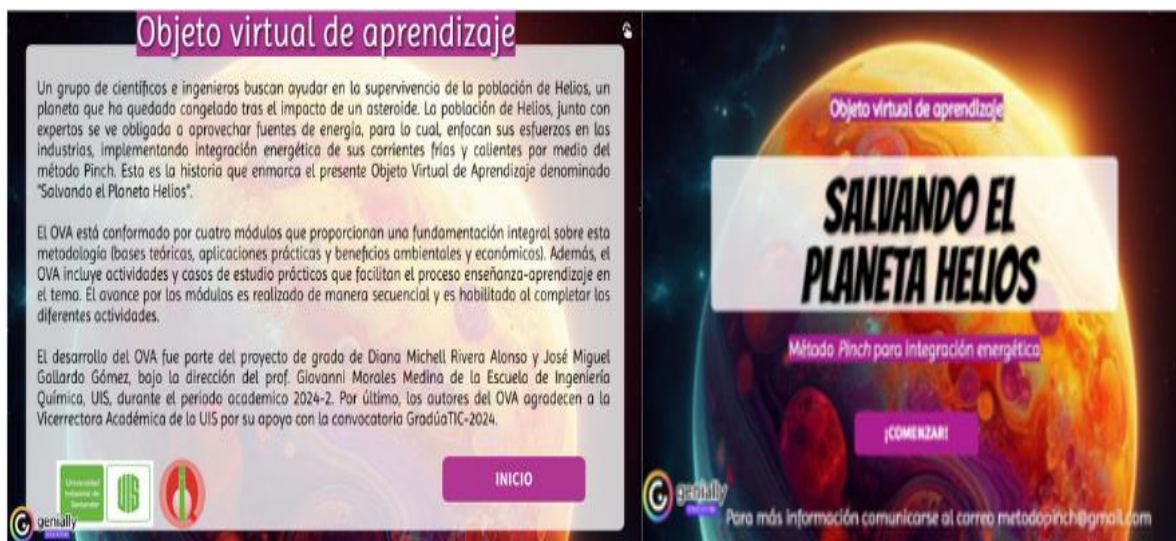 Objeto virtual de aprendizaje
Un grupo de científicos e ingenieros buscan ayudar en la supervivencia de la población de Helios, un
planeta que ha quedado congelado tras el impacto de un asteroide. La población de Helios, junto con
expertos se ve obligada a aprovechar fuentes de energía, para lo cual, enfocan sus esfuerzos en las
industrias, implementando integración energética de sus corrientes frías y calientes por medio del
método Pinch. Esta es la historia que enmarca el presente Objeto Virtual de Aprendizaje denominado
"Salvando el Planeta Helios".
El OVA está conformado por cuatro módulos que proporcionan una fundamentación integral sobre esta
metodología (bases teóricas, aplicaciones prácticas y beneficios ambientales y económicos). Además, el
OVA incluye actividades y casos de estudio prácticos que facilitan el proceso enseñanza-aprendizaje en
el tema. El avance por los módulos es realizado de manera secuencial y es habilitado al completar las
diferentes actividades.
El desarrollo del OVA fue parte del proyecto de grado de Diana Michell Rivera Alonso y José Miguel
Gallardo Gómez, bajo la dirección del prof. Giovanni Morales Medina de la Escuela de Ingeniería
Química, UIS, durante el periodo academico 2024-2. Por último, los autores del OVA agradecen a la
Vicerrectora Académica de la UIS por su apoyo con la convocatoria GradúaTIC-2024.
Universidad
Industrial de
Santander
UIS
INICIO
genially
Objeto virtual de aprendizaje
SALVANDO EL
PLANETA HELIOS
Método Pinch para integración energética
¡COMENZAR!
genially
Para más información comunicarse al correo metodopinch@gmail.com